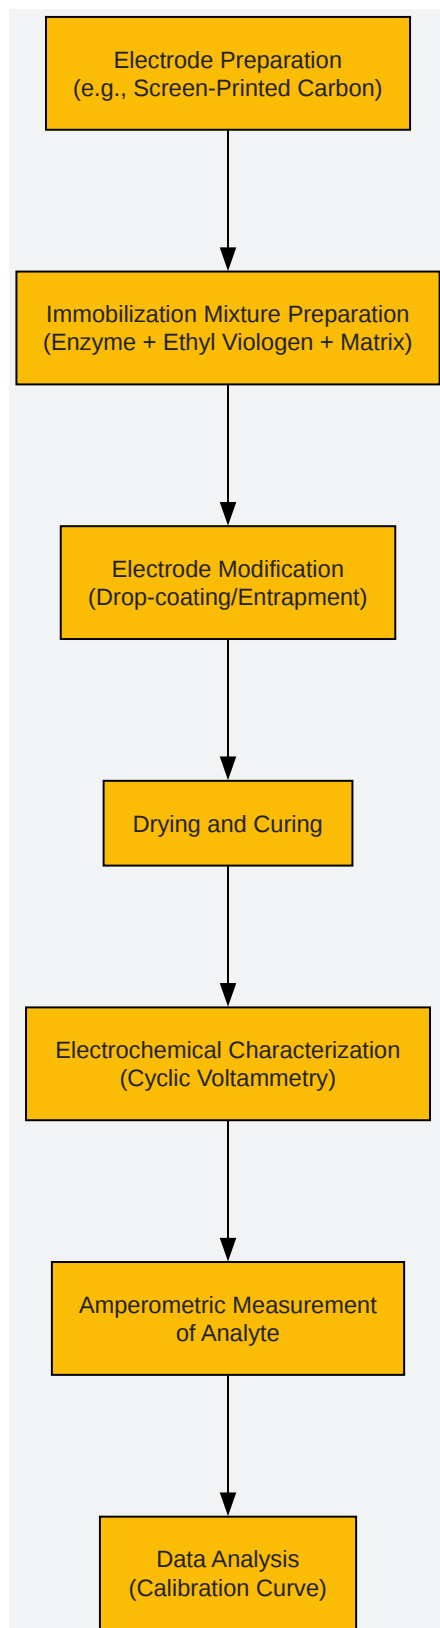 Electrode Preparation
(e.g., Screen-Printed Carbon)
Immobilization Mixture Preparation
(Enzyme + Ethyl Viologen + Matrix)
Electrode Modification
(Drop-coating/Entrapment)
Drying and Curing
Electrochemical Characterization
(Cyclic Voltammetry)
Amperometric Measurement
of Analyte
Data Analysis
(Calibration Curve)